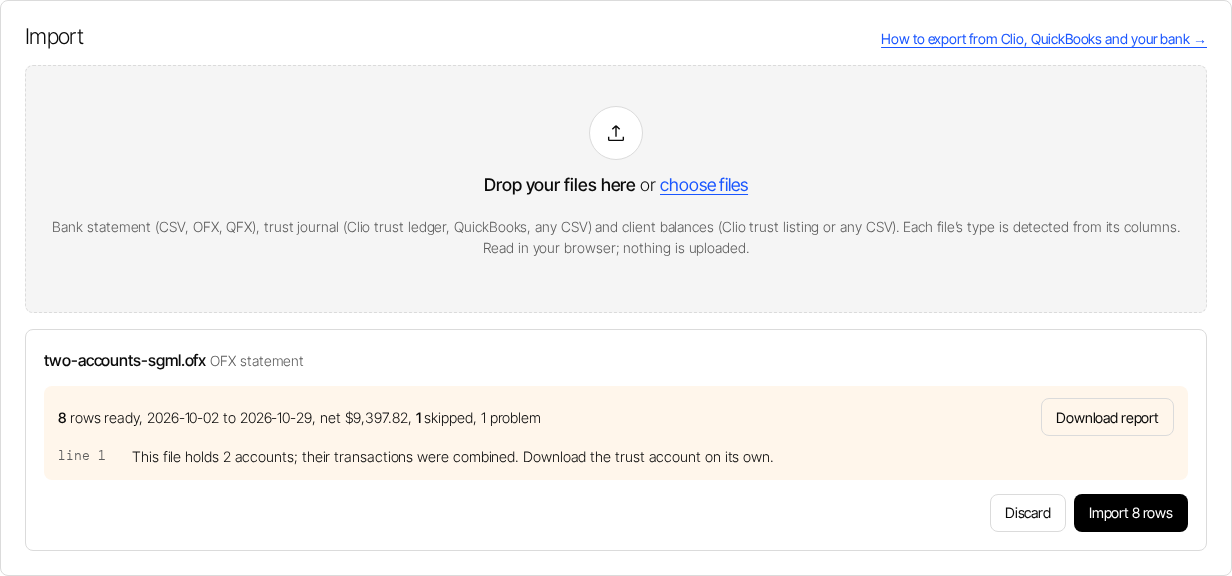 Import
How to export from Clio, QuickBooks and your bank →
Drop your files here or choose files
Bank statement (CSV, OFX, QFX), trust journal (Clio trust ledger, QuickBooks, any CSV) and client balances (Clio trust listing or any CSV). Each file's type is detected from its columns.
Read in your browser; nothing is uploaded.
two-accounts-sgml.ofx OFX statement
8 rows ready, 2026-10-02 to 2026-10-29, net $9,397.82, 1 skipped, 1 problem
Download report
line 1 This file holds 2 accounts; their transactions were combined. Download the trust account on its own.
Discard
Import 8 rows